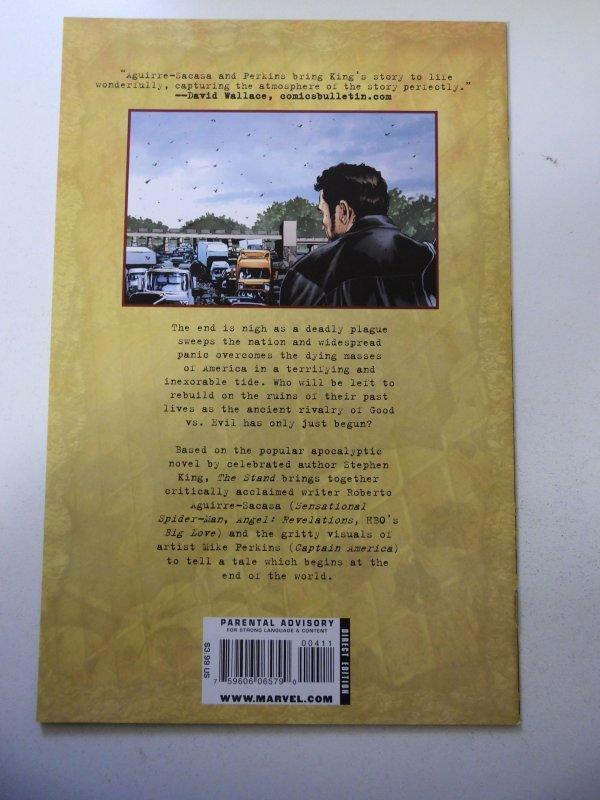 “Aguirre-Sacasa and Perkins bring King's story to life
wonderfully, capturing the atmosphere of the story perfectly.”
--David Wallace, comicsbulletin.com
The end is nigh as a deadly plague
sweeps the nation and widespread
panic overcomes the dying masses
of America in a terrifying and
inexorable tide. Who will be left to
rebuild on the ruins of their past
lives as the ancient rivalry of Good
vs. Evil has only just begun?
Based on the popular apocalyptic
novel by celebrated author Stephen
King, The Stand brings together
critically acclaimed writer Roberto
Aguirre-Sacasa (Sensational
Spider-Man, Angel: Revelations, HBO's
Big Love) and the gritty visuals of
artist Mike Perkins (Captain America)
to tell a tale which begins at the
end of the world.
PARENTAL ADVISORY
FOR STRONG LANGUAGE & CONTENT
$3.99 US
00411
7 59606 06579 0
DIRECT EDITION
WWW.MARVEL.COM